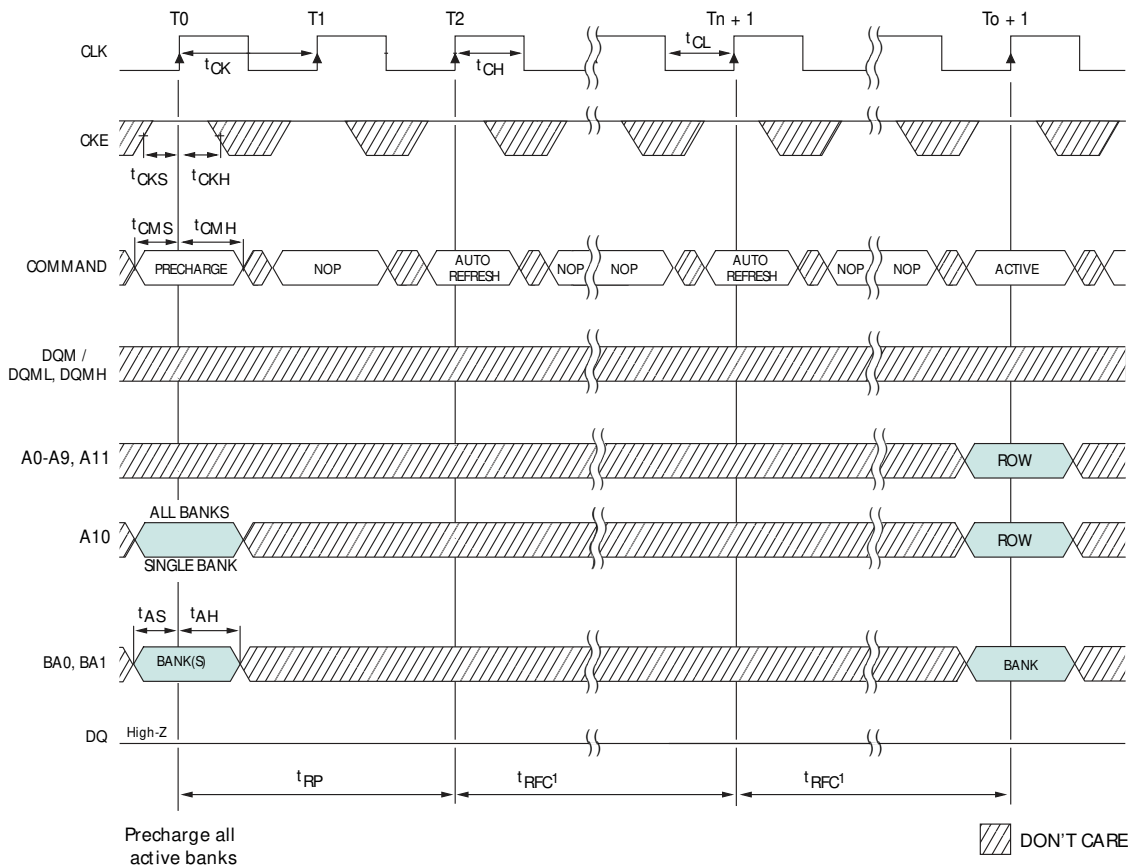 T0 T1 T2 Tn + 1 To + 1
CLK
tCK tCH tCL
CKE
tCKS tCKH
tCMS tCMH
COMMAND PRECHARGE NOP AUTO REFRESH NOP NOP AUTO REFRESH NOP NOP ACTIVE
DQM /
DQML, DQMH
A0-A9, A11 ROW
ALL BANKS
A10 ROW
SINGLE BANK
tAS tAH
BA0, BA1 BANK(S) BANK
DQ High-Z
tRP tRFC¹ tRFC¹
Precharge all
active banks
DON'T CARE